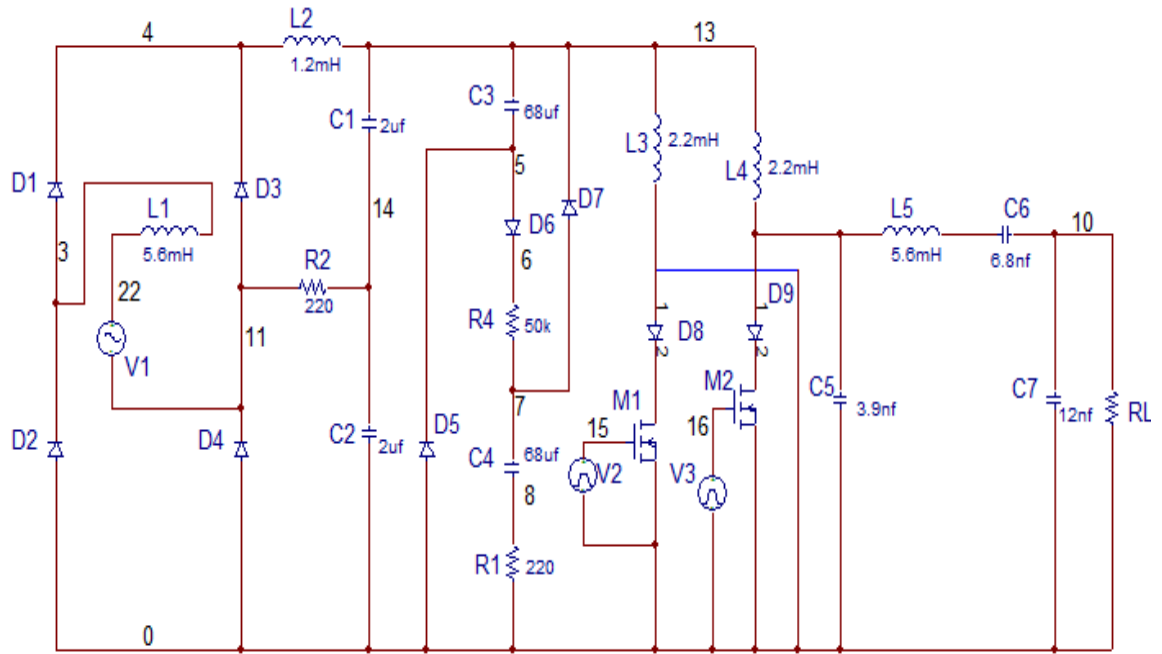 4
L2
1.2mH
13
C1
2uf
C3
68uf
5
L3
2.2mH
L4
2.2mH
D1
D3
L1
5.6mH
3
22
V1
14
R2
220
11
D6
6
D7
R4
50k
7
L5
5.6mH
C6
6.8nf
10
1
D8
2
1
D9
2
D2
D4
C2
2uf
D5
C4
68uf
8
R1
220
M1
15
V2
M2
16
V3
C5
3.9nf
C7
12nf
RL
0